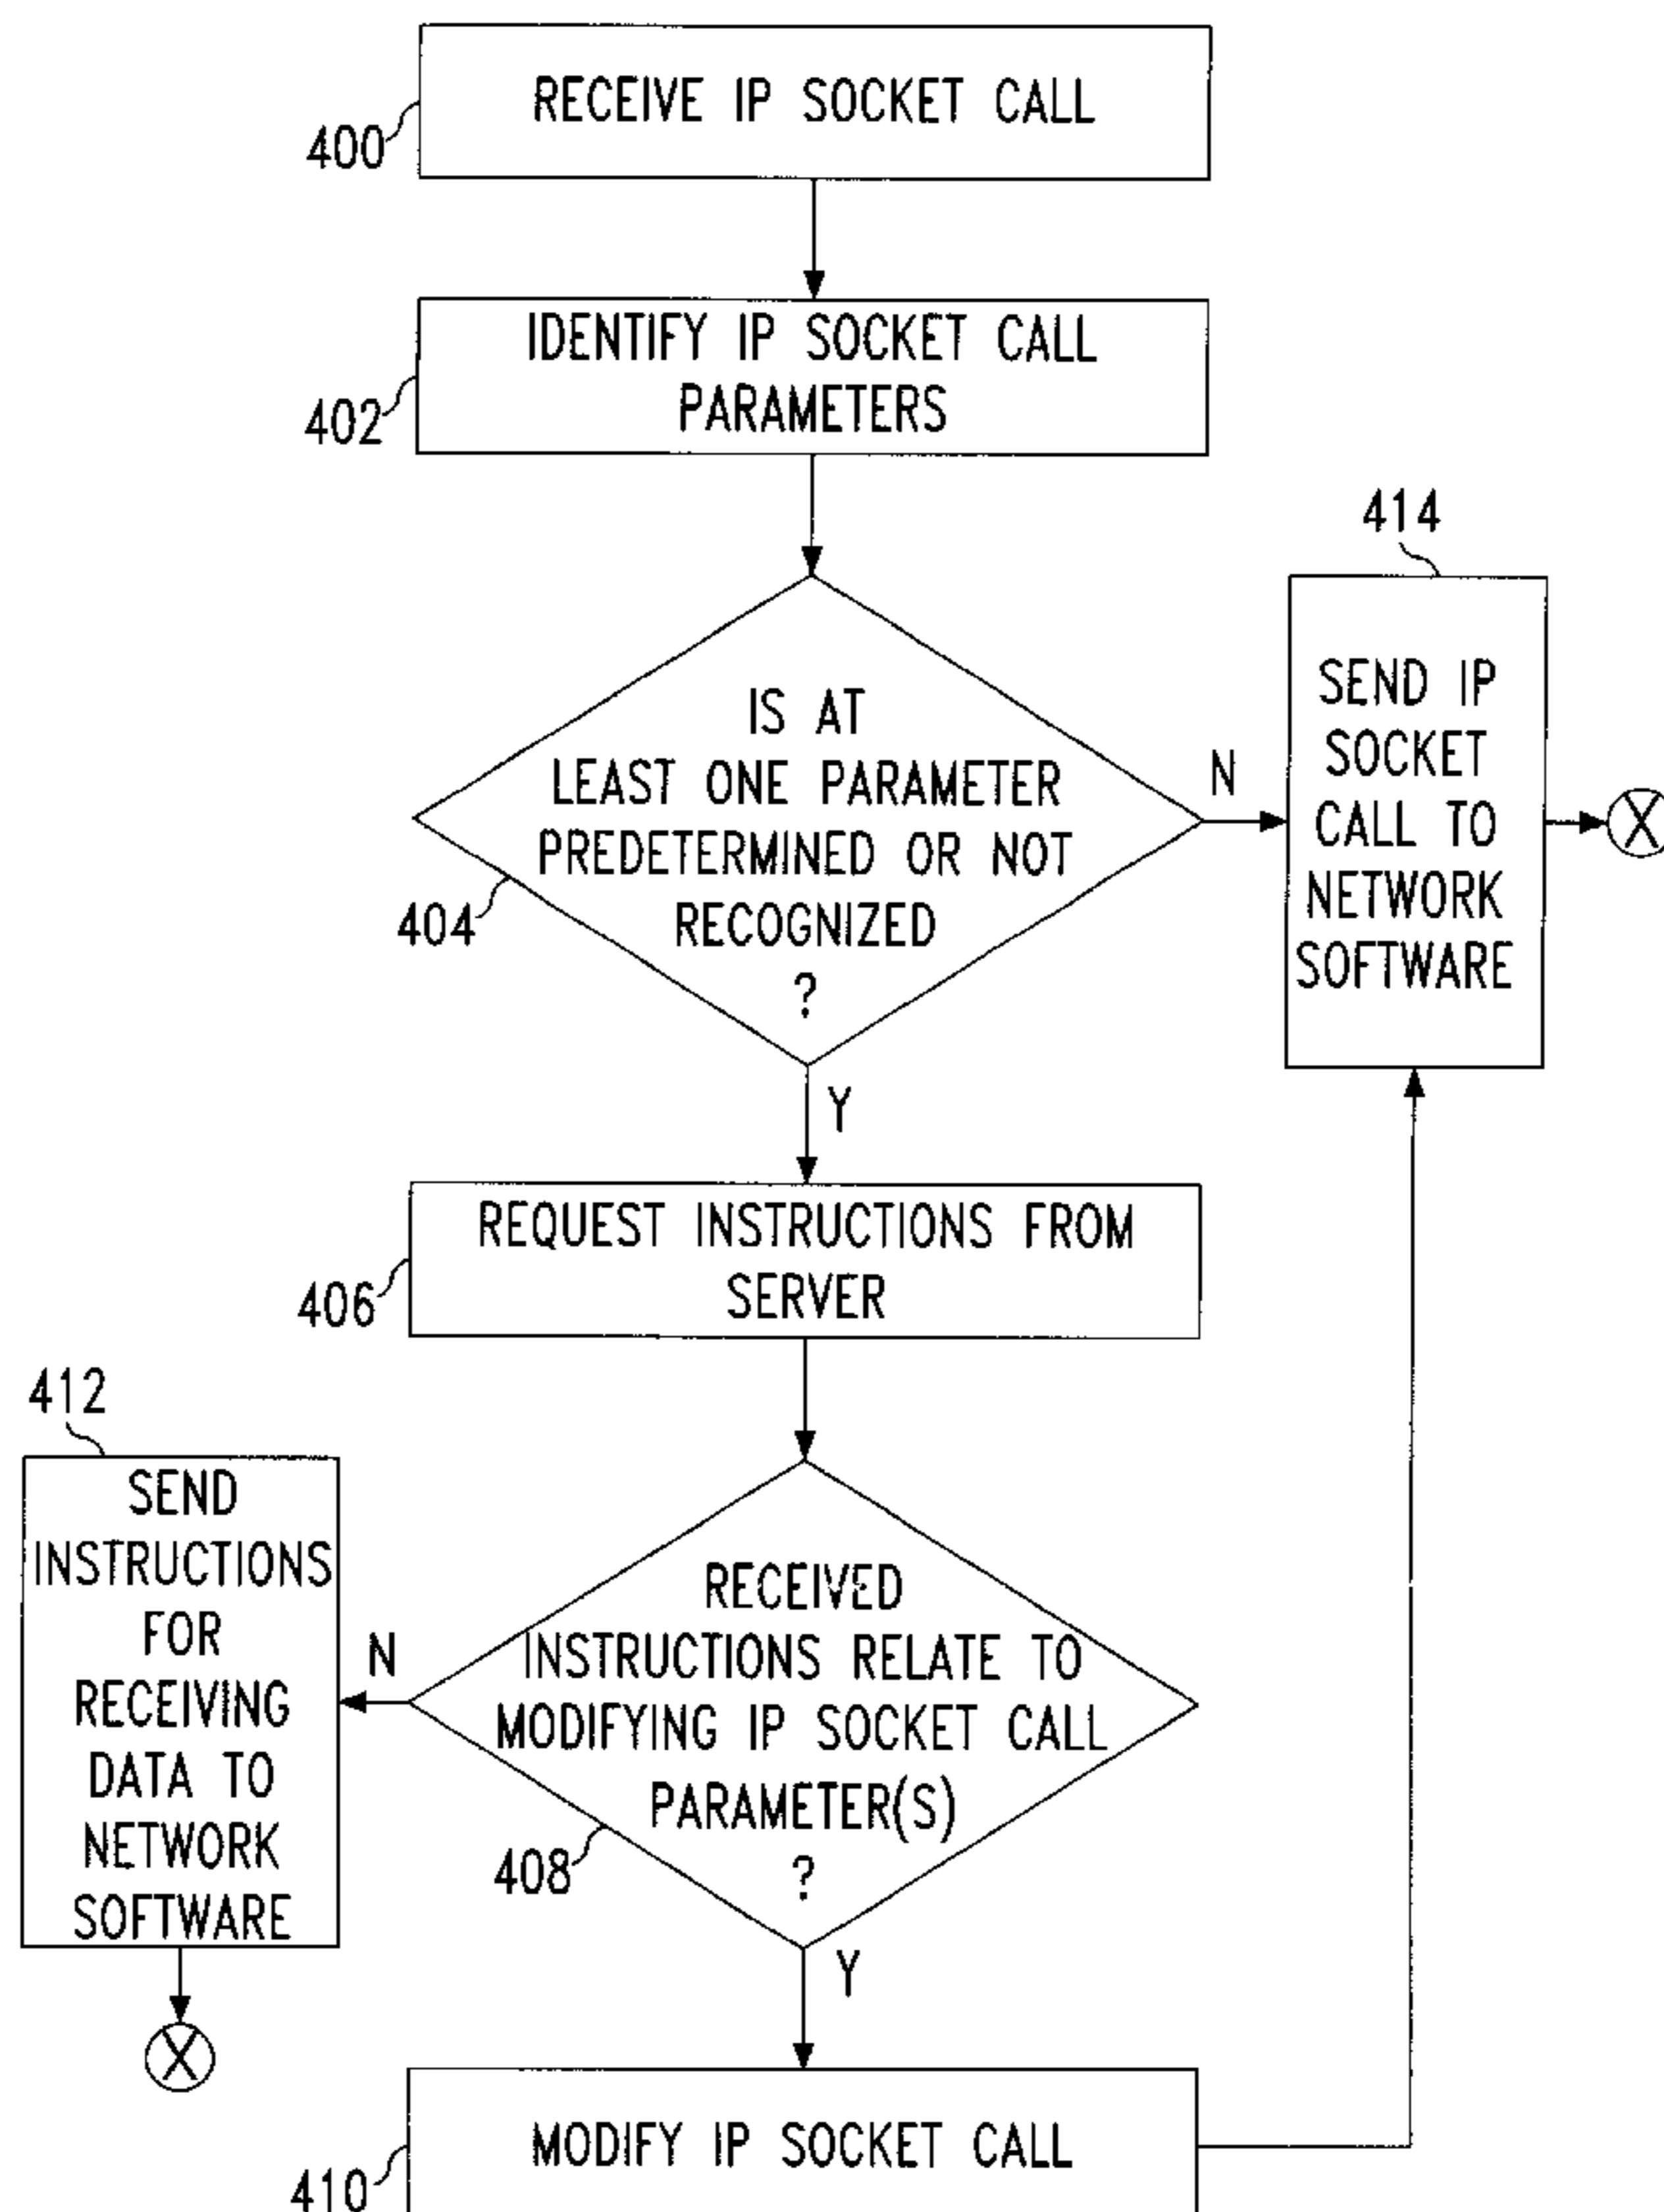 RECEIVE IP SOCKET CALL
400
IDENTIFY IP SOCKET CALL
PARAMETERS
402
IS AT
LEAST ONE PARAMETER
PREDETERMINED OR NOT
RECOGNIZED
?
404
N
414
SEND IP
SOCKET
CALL TO
NETWORK
SOFTWARE
X
Y
REQUEST INSTRUCTIONS FROM
SERVER
406
RECEIVED
INSTRUCTIONS RELATE TO
MODIFYING IP SOCKET CALL
PARAMETER(S)
?
408
N
412
SEND
INSTRUCTIONS
FOR
RECEIVING
DATA TO
NETWORK
SOFTWARE
X
Y
MODIFY IP SOCKET CALL
410